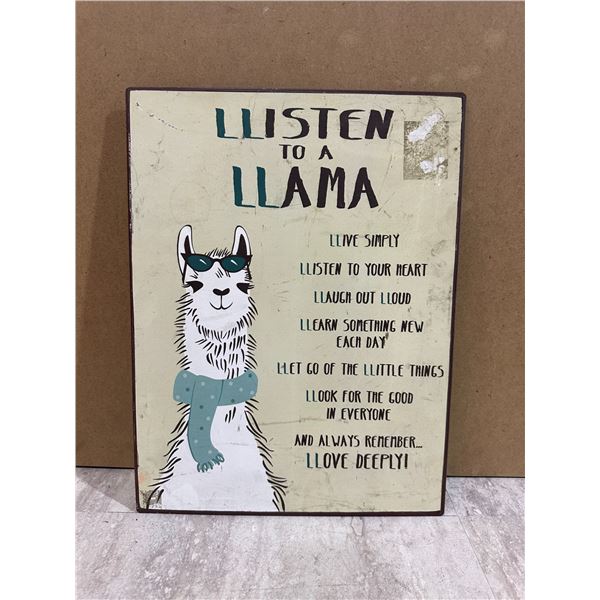 LLISTEN
TO A
LLAMA
LLIVE SIMPLY
LLISTEN TO YOUR HEART
LLAUGH OUT LLOUD
LLEARN SOMETHING NEW
EACH DAY
LLET GO OF THE LLITTLE THINGS
LLOOK FOR THE GOOD
IN EVERYONE
AND ALWAYS REMEMBER...
LLOVE DEEPLY!